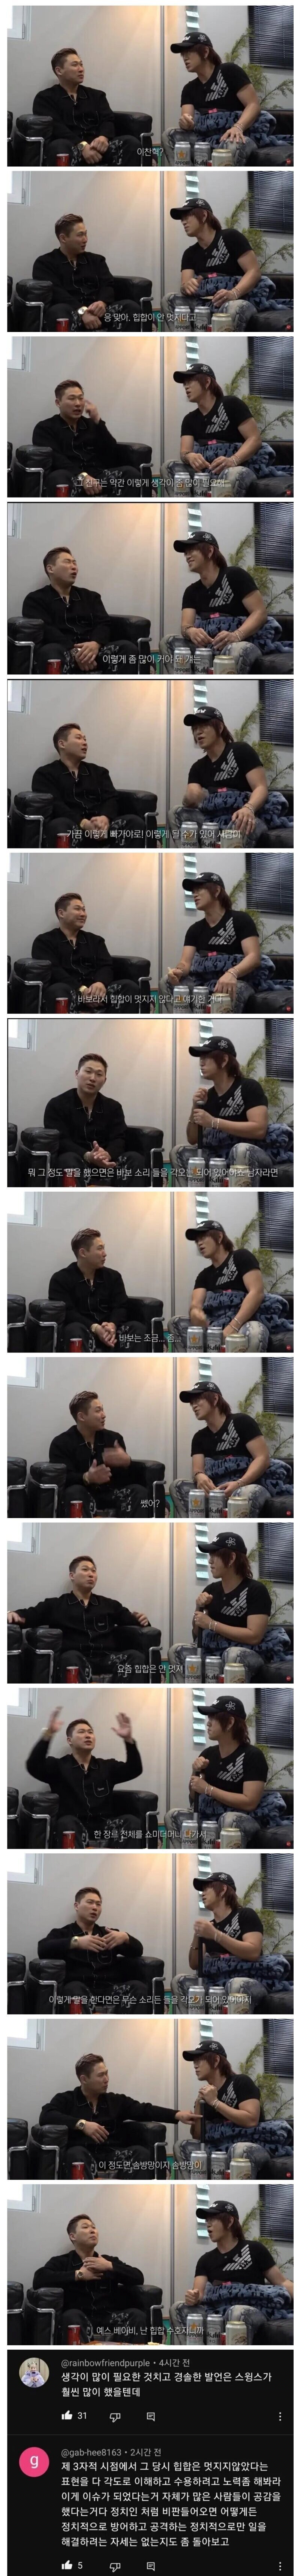 이찬혁?
응 맞아, 힙합이 안 멋지다고
그 친구는 약간 이렇게 생각이 좀 많이 필요해
이렇게 좀 많이 커야 돼 걔는
가끔 이렇게 빠가야로! 이렇게 될 수가 있어 사람이
바보라서 힙합이 멋지지 않다고 얘기한 거다
뭐 그 정도 말을 했으면은 바보 소리 들을 각오는 되어 있어야죠 남자라면
바보는 조금... 좀...
쎘어?
요즘 힙합은 안 멋져
한 장르 전체를 쇼미더머니 나가서
이렇게 말을 한다면은 무슨 소리든 들을 각오가 되어 있어야지
이 정도면 솜방망이지 솜방망이
예스 베이비, 난 힙합 수호자니까
@rainbowfriendpurple • 4시간 전
생각이 많이 필요한 것치고 경솔한 발언은 스윙스가
훨씬 많이 했을텐데
31
g
@gab-hee8163 • 2시간 전
제 3자적 시점에서 그 당시 힙합은 멋지지않았다는
표현을 다 각도로 이해하고 수용하려고 노력좀 해봐라
이게 이슈가 되었다는거 자체가 많은 사람들이 공감을
했다는거다 정치인 처럼 비판들어오면 어떻게든
정치적으로 방어하고 공격하는 정치적으로만 일을
해결하려는 자세는 없는지도 좀 돌아보고
5